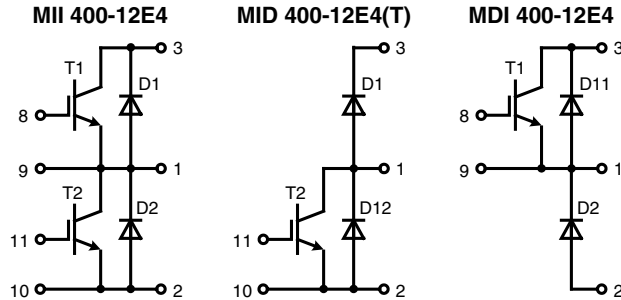 MII 400-12E4
MID 400-12E4(T)
MDI 400-12E4
3
T1
D1
8
9
1
T2
D2
11
10
2
3
D1
1
T2
D12
11
10
2
3
T1
D11
8
9
1
D2
2